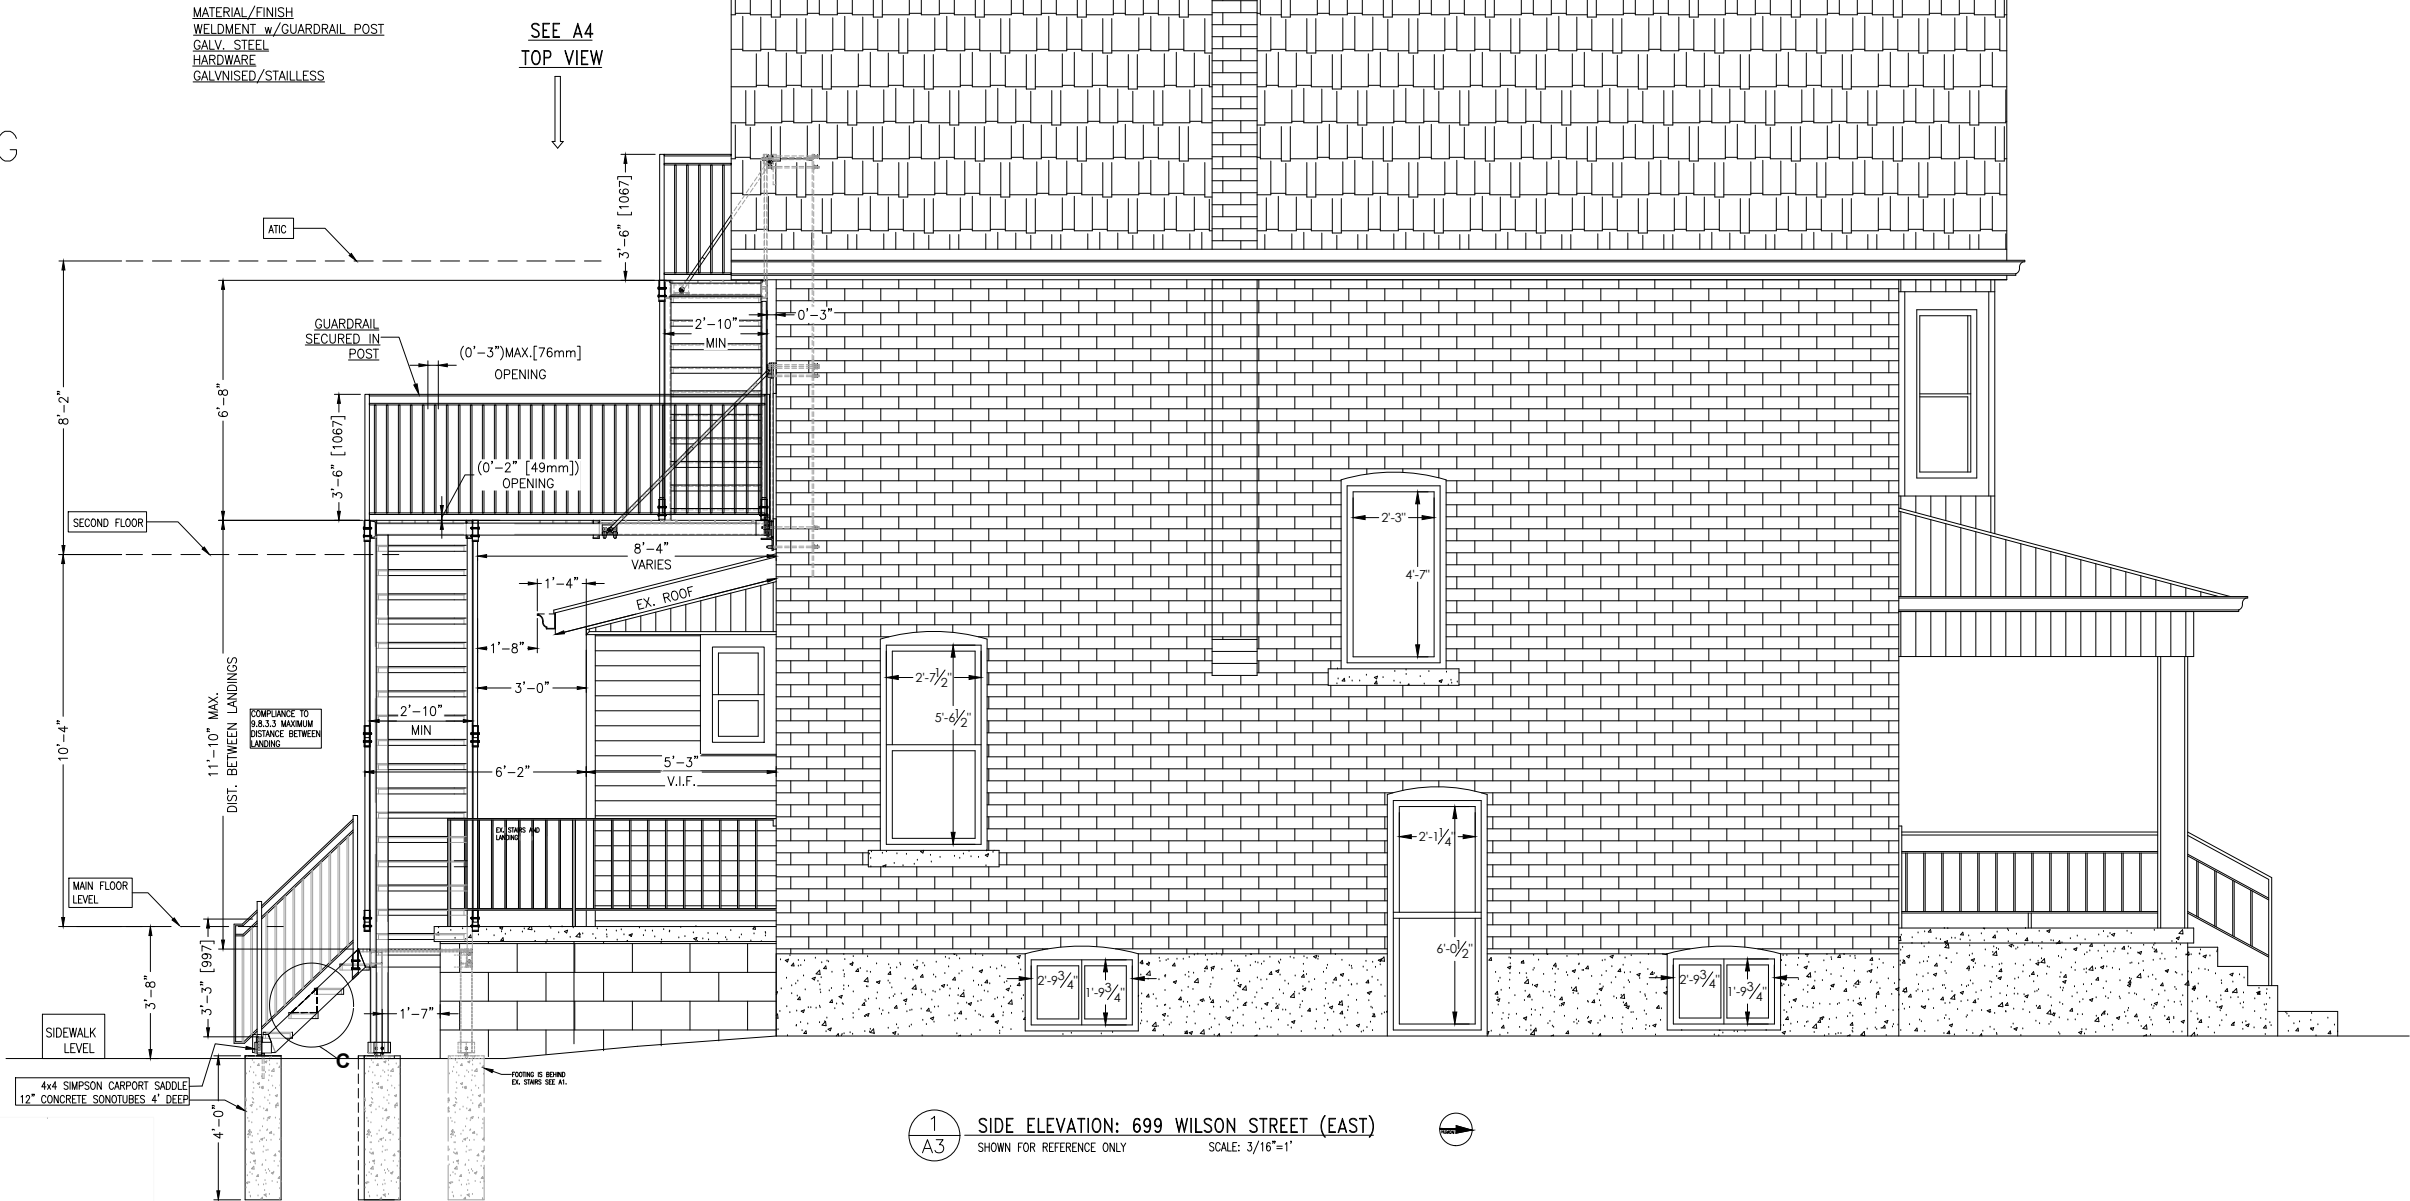 MATERIAL/FINISH
WELDMENT w/GUARDRAIL POST
GALV. STEEL
HARDWARE
GALVNISED/STAILLESS
SEE A4
TOP VIEW
G
3'-6" [1067]
ATIC
0'-3"
2'-10"
MIN
GUARDRAIL
SECURED IN
POST
(0'-3")MAX.[76mm]
OPENING
8'-2"
6'-8"
3'-6" [1067]
(0'-2" [49mm])
OPENING
SECOND FLOOR
2'-3"
4'-7"
8'-4"
VARIES
1'-4"
EX. ROOF
1'-8"
3'-0"
2'-7½"
5'-6½"
10'-4"
11'-10" MAX.
DIST. BETWEEN LANDINGS
COMPLIANCE TO
9.8.3.3 MAXIMUM
DISTANCE BETWEEN
LANDING
2'-10"
MIN
6'-2"
5'-3"
V.I.F.
EX. STAIRS AND
LANDING
2'-1¼"
6'-0½"
MAIN FLOOR
LEVEL
3'-8"
3'-3" [997]
1'-7"
2'-9¾"
1'-9¾"
2'-9¾"
1'-9¾"
SIDEWALK
LEVEL
C
4x4 SIMPSON CARPORT SADDLE
12" CONCRETE SONOTUBES 4' DEEP
4'-0"
FOOTING IS BEHIND
EX. STAIRS SEE A1.
1
A3
SIDE ELEVATION: 699 WILSON STREET (EAST)
SHOWN FOR REFERENCE ONLY
SCALE: 3/16"=1'